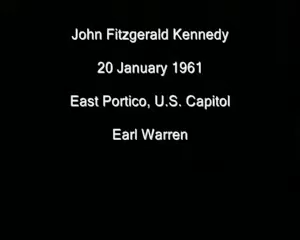 John Fitzgerald Kennedy
20 January 1961
East Portico, U.S. Capitol
Earl Warren